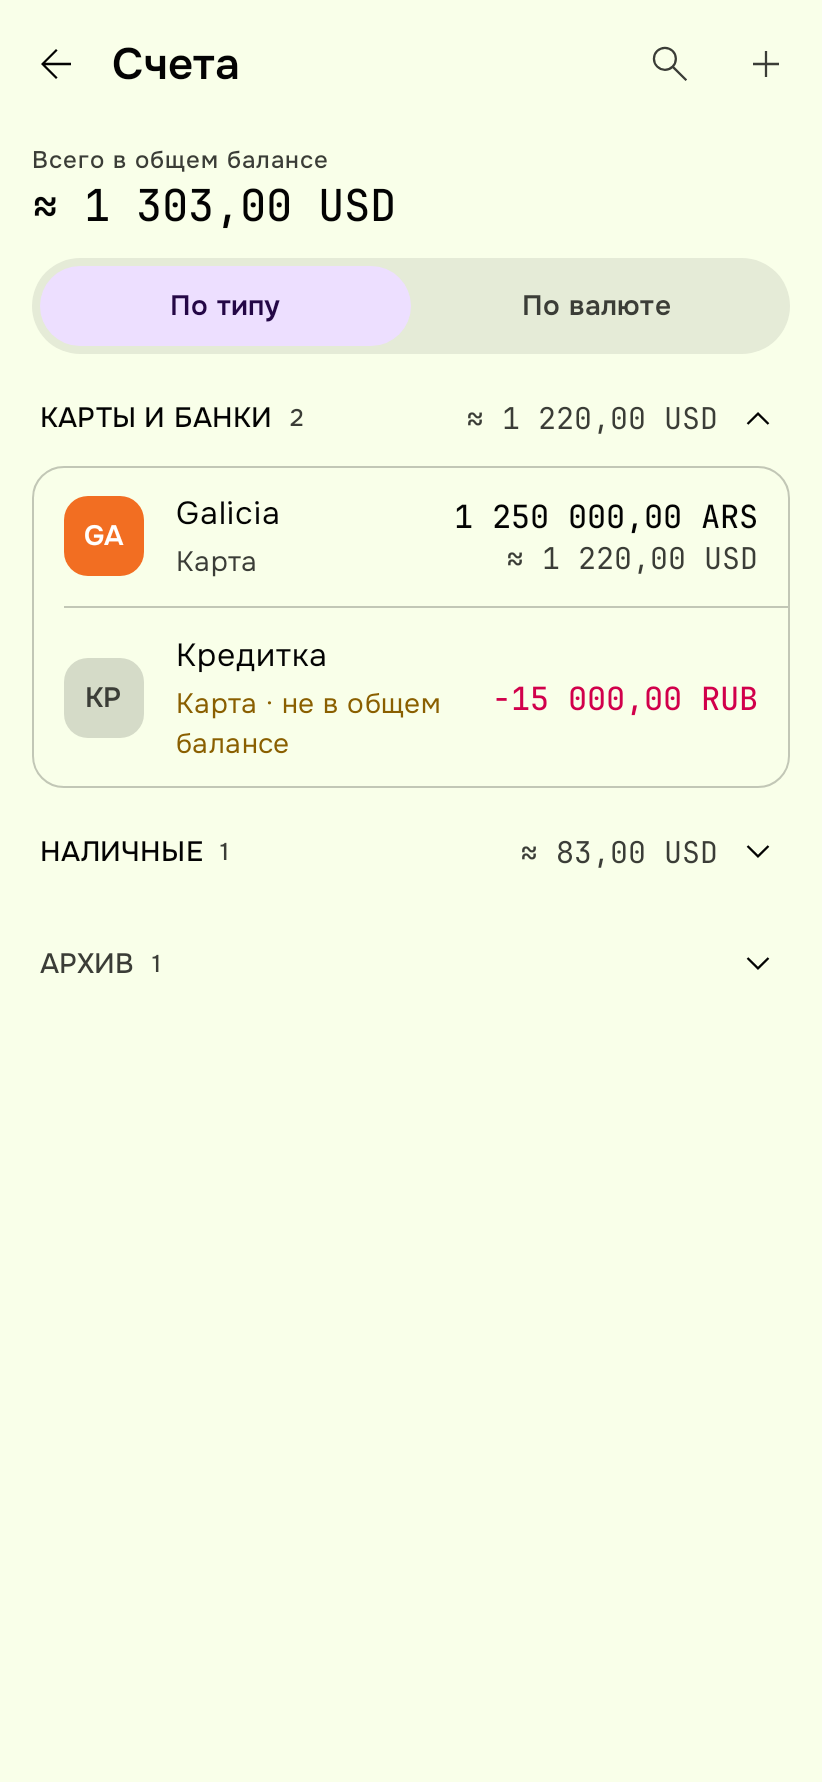 Счета
Всего в общем балансе
≈ 1 303,00 USD
По типу
По валюте
КАРТЫ И БАНКИ 2 ≈ 1 220,00 USD
GA
Galicia
1 250 000,00 ARS
Карта
≈ 1 220,00 USD
КР
Кредитка
Карта · не в общем
балансе
-15 000,00 RUB
НАЛИЧНЫЕ 1 ≈ 83,00 USD
АРХИВ 1